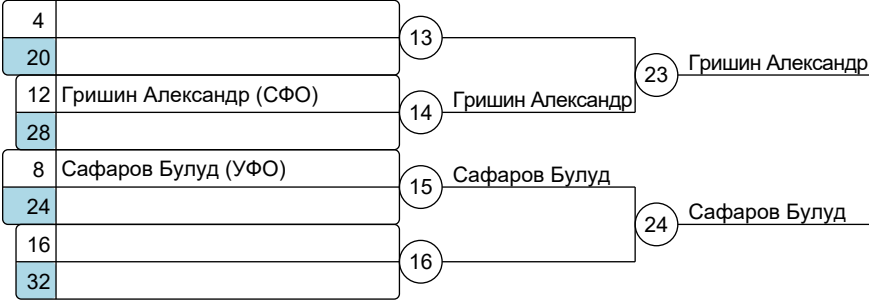 4
13
20
23 Гришин Александр
12 Гришин Александр (СФО)
14 Гришин Александр
28
8 Сафаров Булуд (УФО)
15 Сафаров Булуд
24
24 Сафаров Булуд
16
16
32